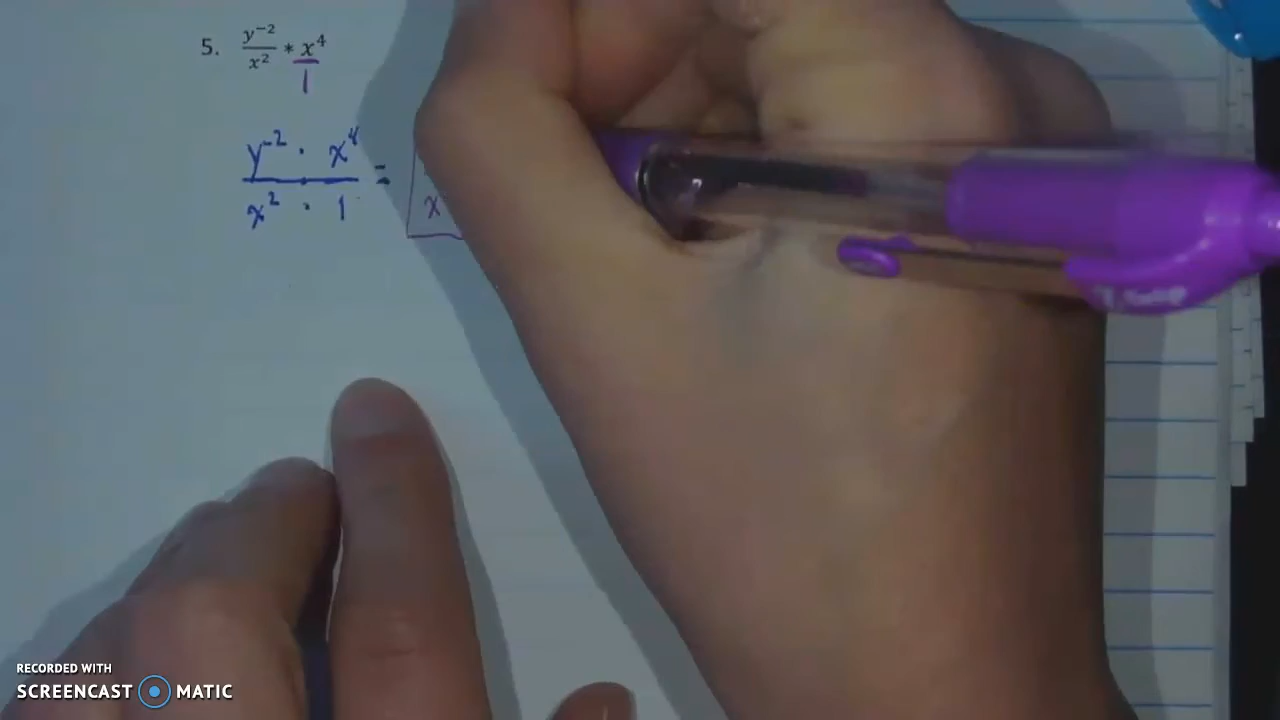 5. y⁻²/x² * x⁴/1
y⁻² · x⁴ =
x² · 1
x
RECORDED WITH
SCREENCAST MATIC